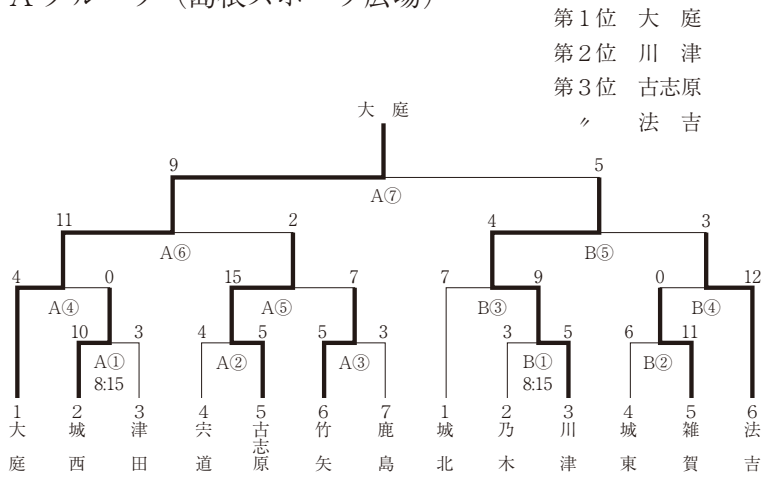 Aグループ（島根スポーツ広場）
第1位 大 庭
第2位 川 津
第3位 古志原
〃 法 吉
大 庭
9 5
A⑦
11 2 4 3
A⑥ B⑤
4 0 15 7 7 9 0 12
A④ A⑤ B③ B④
10 3 4 5 5 3 3 5 6 11
A① A② A③ B① B②
8:15 8:15
1 2 3 4 5 6 7 1 2 3 4 5 6
大庭 城西 津田 宍道 古志原 竹矢 鹿島 城北 乃木 川津 城東 雑賀 法吉